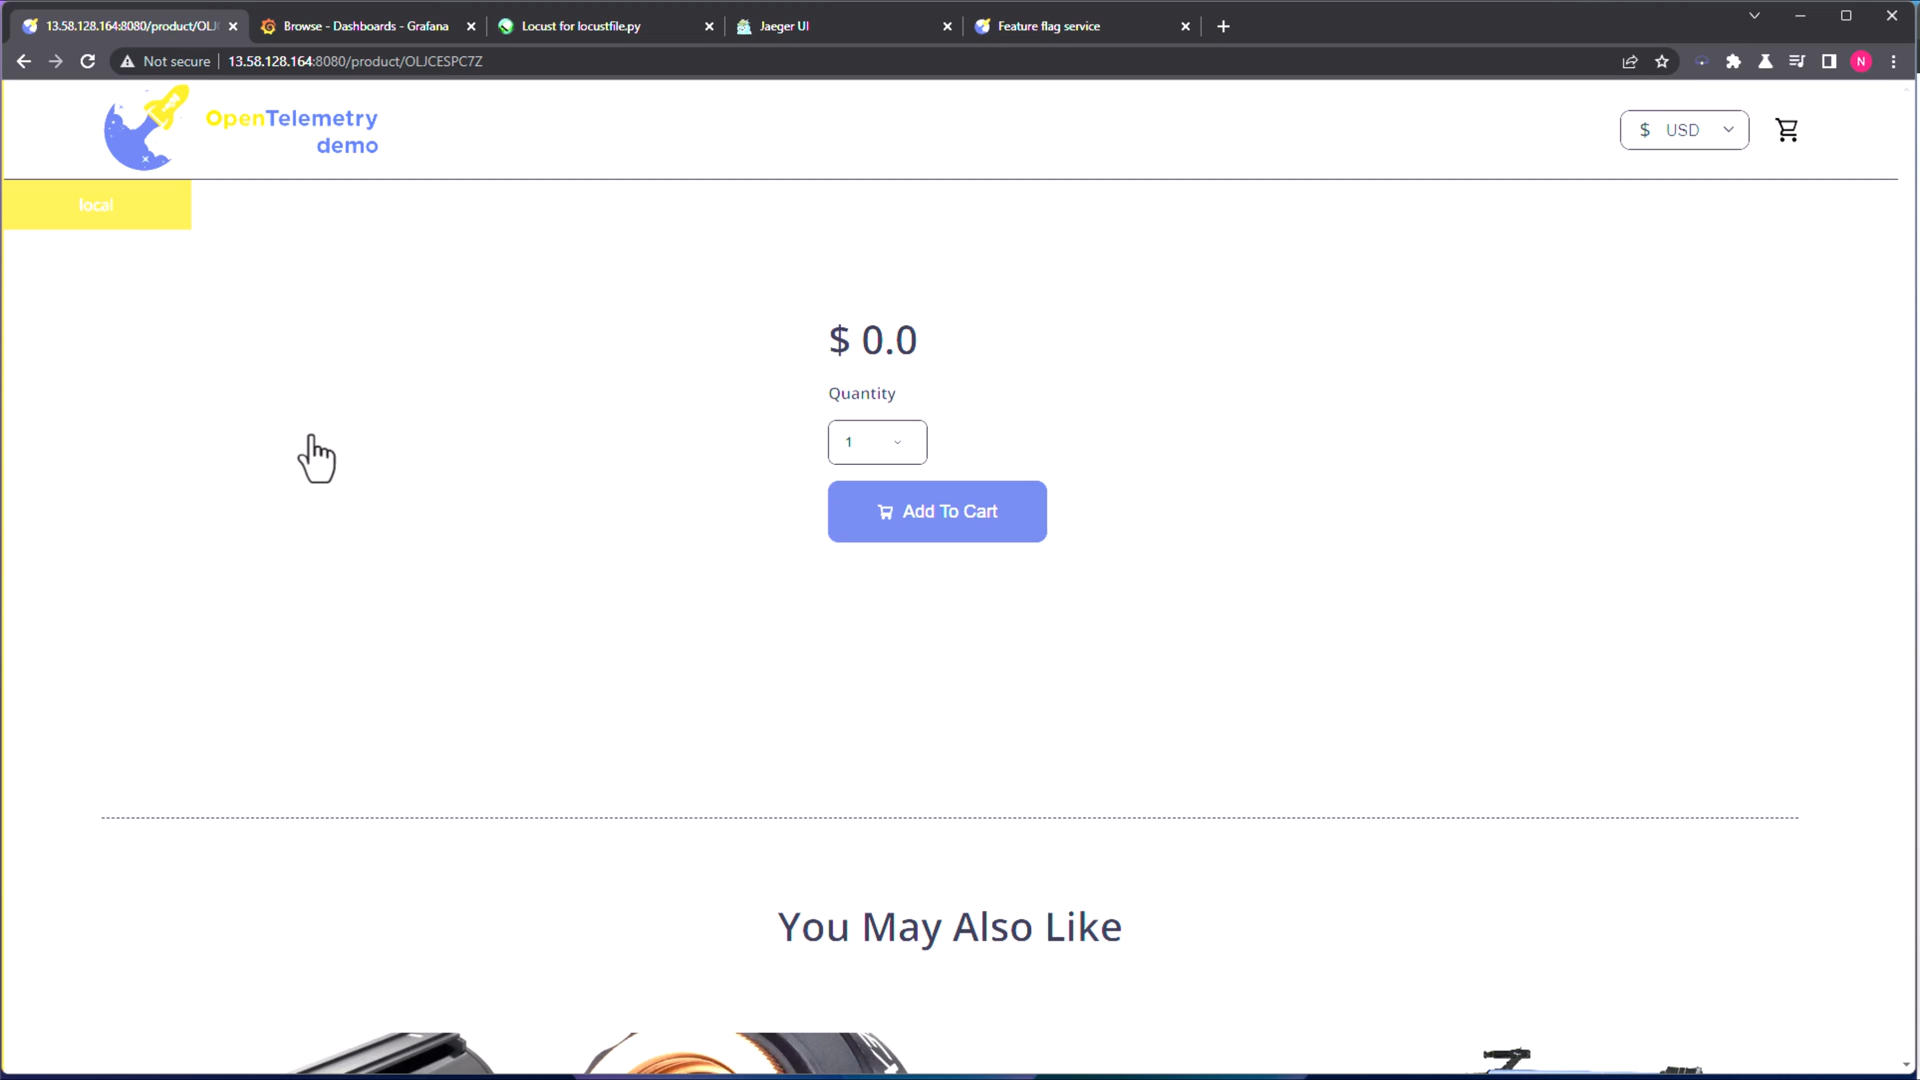 13.58.128.164:8080/product/OLJ
Browse - Dashboards - Grafana
Locust for locustfile.py
Jaeger UI
Feature flag service
Not secure
13.58.128.164:8080/product/OLJCESPC7Z
N
OpenTelemetry
demo
$ USD
local
$ 0.0
Quantity
1
Add To Cart
You May Also Like